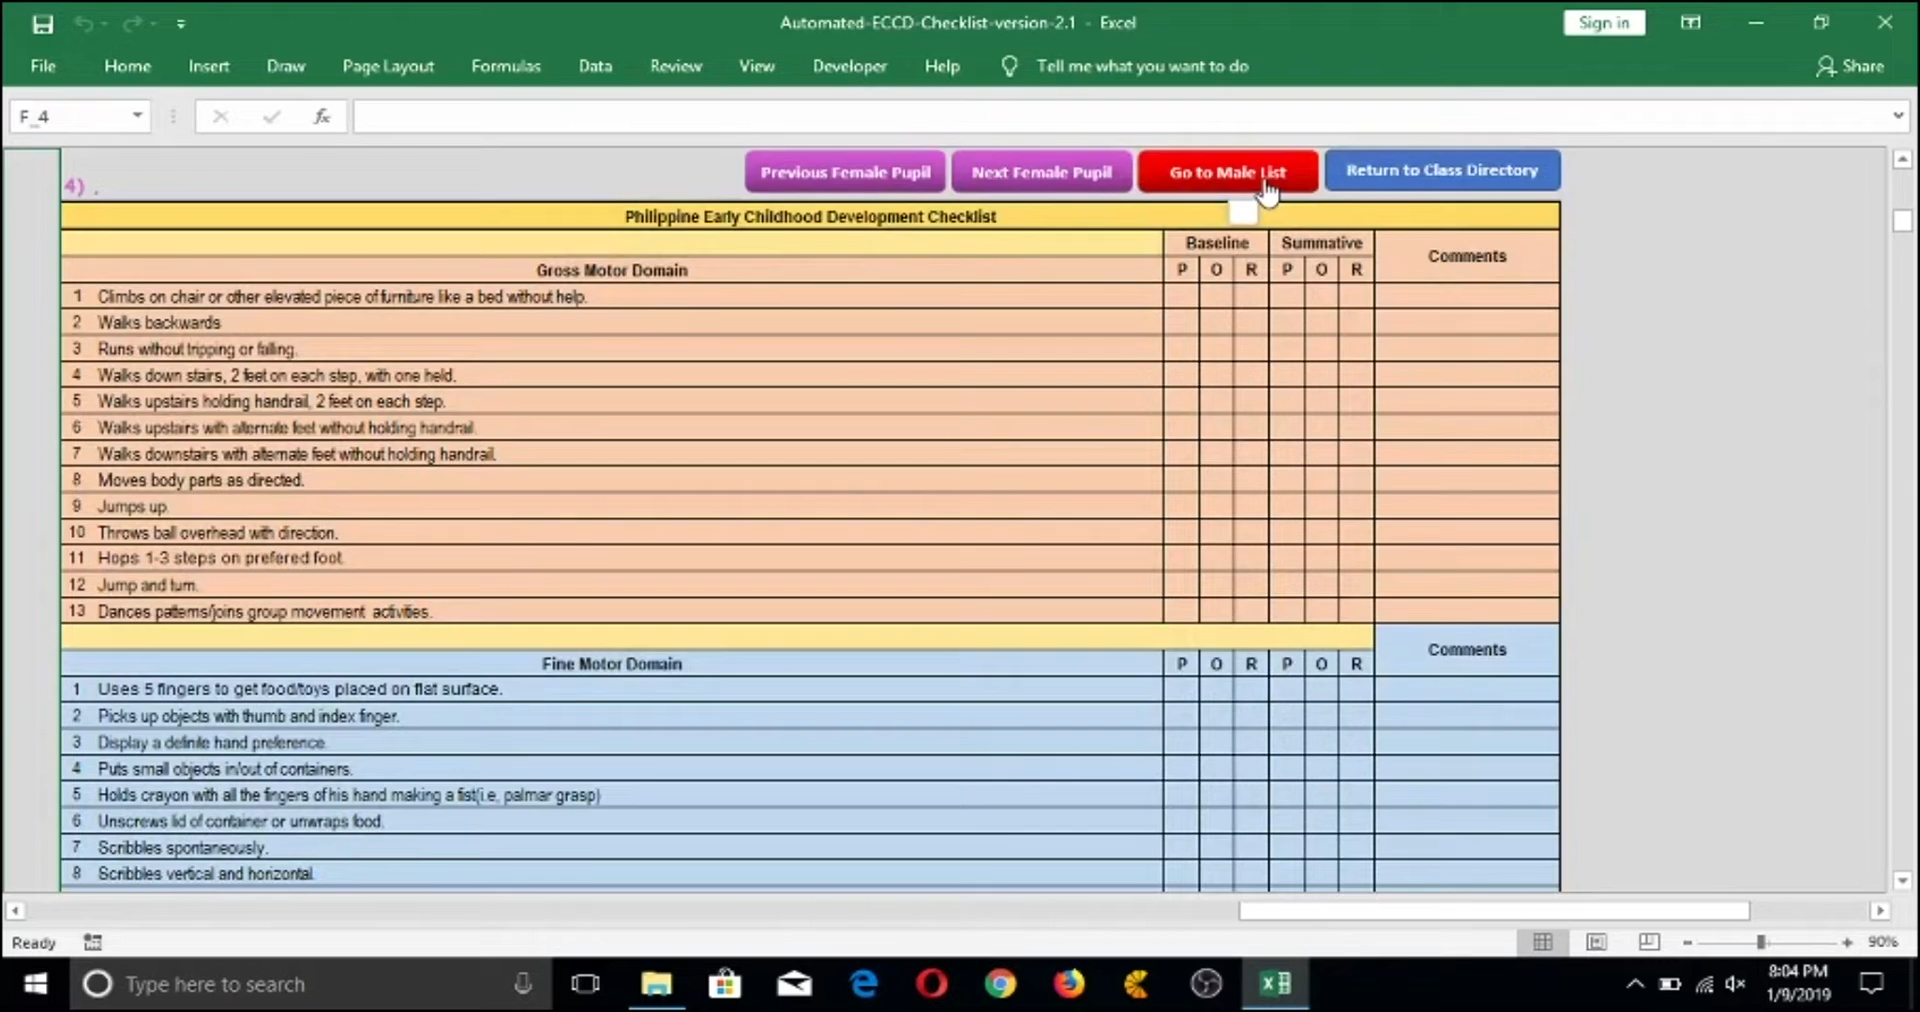 Automated-ECCD-Checklist-version-2.1 - Excel
Sign in
File Home Insert Draw Page Layout Formulas Data Review View Developer Help Tell me what you want to do Share
F_4 fx
Previous Female Pupil Next Female Pupil Go to Male List Return to Class Directory
4) .
Philippine Early Childhood Development Checklist
Baseline Summative Comments
Gross Motor Domain P O R P O R
1 Climbs on chair or other elevated piece of furniture like a bed without help.
2 Walks backwards
3 Runs without tripping or falling.
4 Walks down stairs, 2 feet on each step, with one held.
5 Walks upstairs holding handrail, 2 feet on each step.
6 Walks upstairs with alternate feet without holding handrail.
7 Walks downstairs with alternate feet without holding handrail.
8 Moves body parts as directed.
9 Jumps up.
10 Throws ball overhead with direction.
11 Hops 1-3 steps on prefered foot.
12 Jump and turn.
13 Dances patterns/joins group movement activities.
Comments
Fine Motor Domain P O R P O R
1 Uses 5 fingers to get food/toys placed on flat surface.
2 Picks up objects with thumb and index finger.
3 Display a definite hand preference.
4 Puts small objects in/out of containers.
5 Holds crayon with all the fingers of his hand making a fist(i.e, palmar grasp)
6 Unscrews lid of container or unwraps food.
7 Scribbles spontaneously.
8 Scribbles vertical and horizontal.
Ready 90%
Type here to search
8:04 PM
1/9/2019